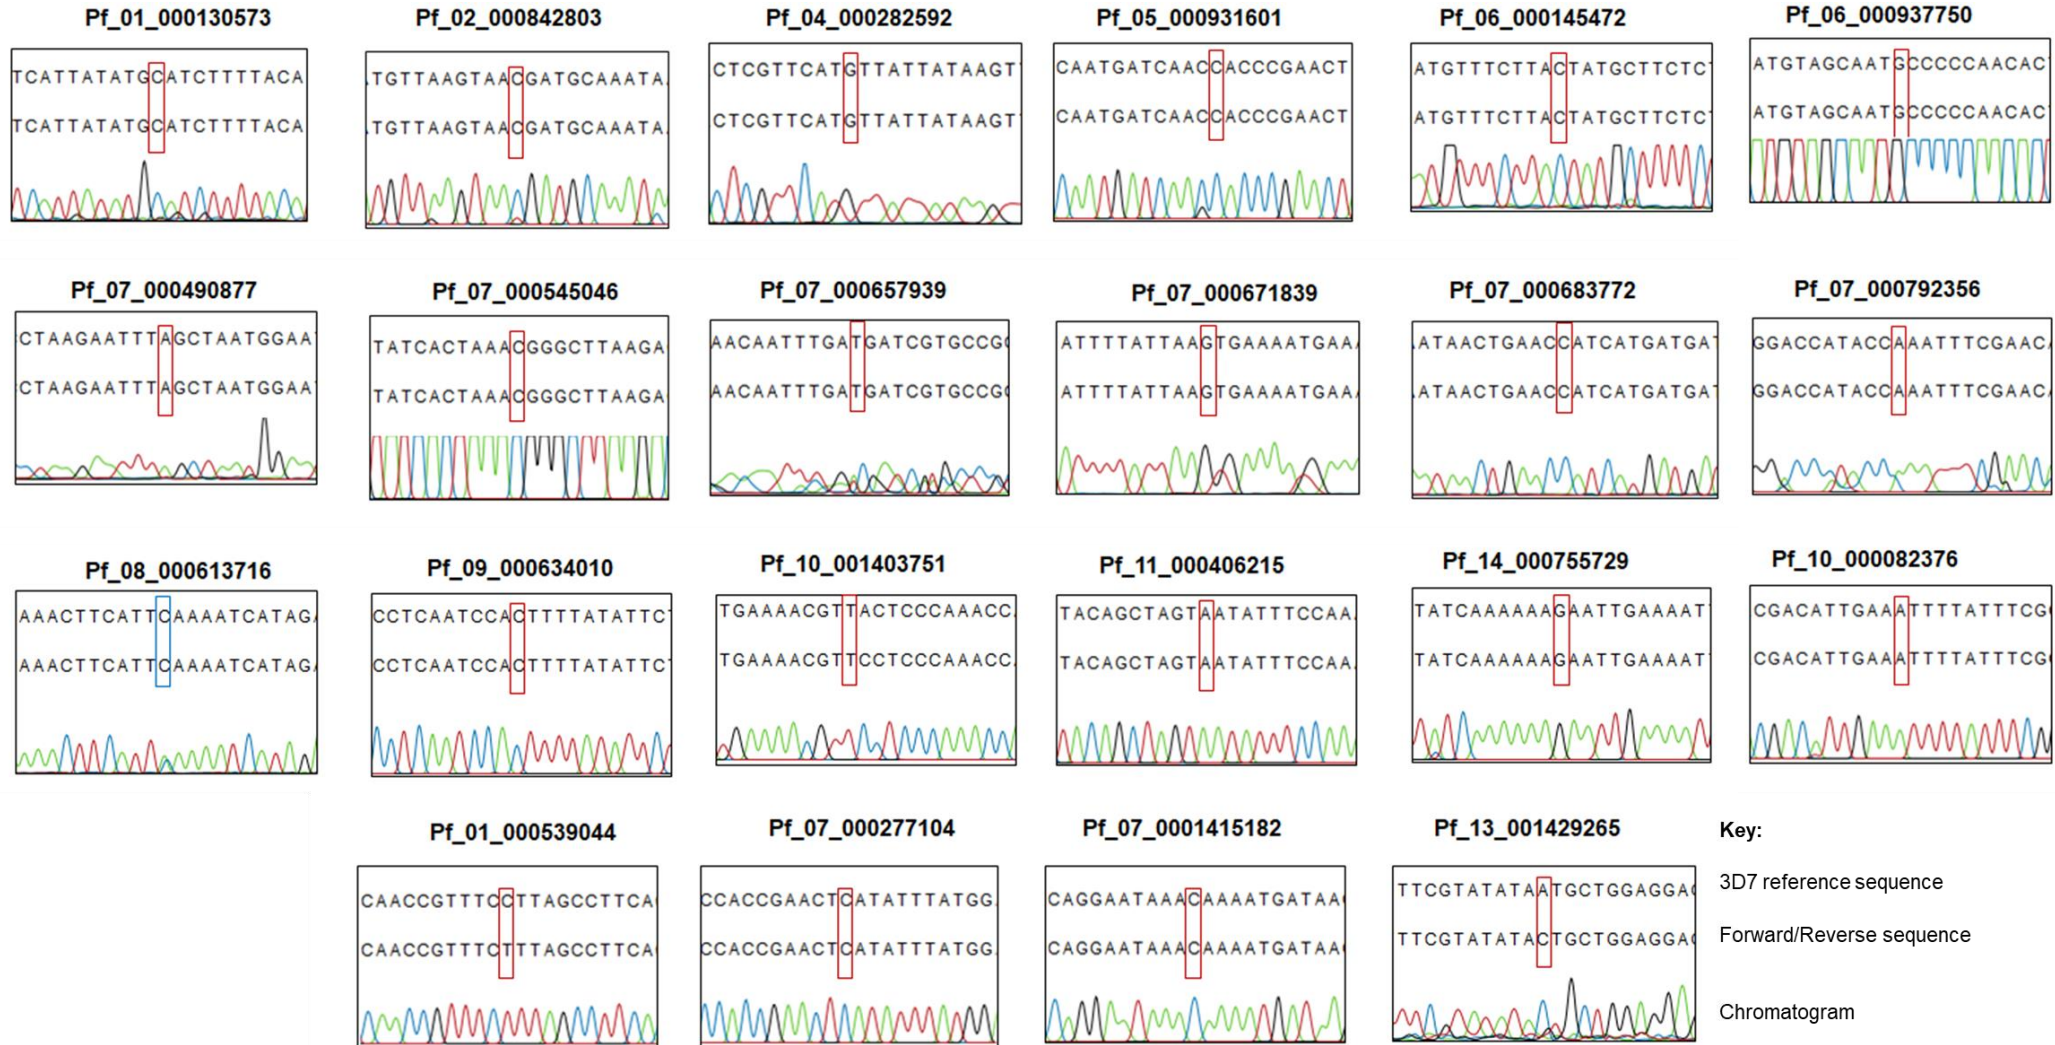 Pf_01_000130573
TCATTATATGCATCTTTTACA
TCATTATATGCATCTTTTACA
Pf_02_000842803
TGTTAAGTAACGATGCAAATA
TGTTAAGTAACGATGCAAATA
Pf_04_000282592
CTCGTTCATGTTATTATAAGT
CTCGTTCATGTTATTATAAGT
Pf_05_000931601
CAATGATCAACCACCCGAACT
CAATGATCAACCACCCGAACT
Pf_06_000145472
ATGTTTCTTACTATGCTTCTC
ATGTTTCTTACTATGCTTCTC
Pf_06_000937750
ATGTAGCAATGCCCCCAACAC
ATGTAGCAATGCCCCCAACAC
Pf_07_000490877
CTAAGAATTTAGCTAATGGAA
CTAAGAATTTAGCTAATGGAA
Pf_07_000545046
TATCACTAAACGGGCTTAAGA
TATCACTAAACGGGCTTAAGA
Pf_07_000657939
AACAATTTGATGATCGTGCCG
AACAATTTGATGATCGTGCCG
Pf_07_000671839
ATTTTATTAAGTGAAAATGAA
ATTTTATTAAGTGAAAATGAA
Pf_07_000683772
ATAACTGAACCATCATGATGAT
ATAACTGAACCATCATGATGAT
Pf_07_000792356
GGACCATACCAAATTTCGAAC
GGACCATACCAAATTTCGAAC
Pf_08_000613716
AAACTTCATTCAAAATCATAG
AAACTTCATTCAAAATCATAG
Pf_09_000634010
CCTCAATCCACTTTTATATTC
CCTCAATCCACTTTTATATTC
Pf_10_001403751
TGAAAACGTTACTCCCAAACC
TGAAAACGTTCCTCCCAAACC
Pf_11_000406215
TACAGCTAGTAATATTTCCAA
TACAGCTAGTAATATTTCCAA
Pf_14_000755729
TATCAAAAAAGAATTGAAAAT
TATCAAAAAAGAATTGAAAAT
Pf_10_000082376
CGACATTGAAATTTTATTTCG
CGACATTGAAATTTTATTTCG
Pf_01_000539044
CAACCGTTTCCTTAGCCTTCA
CAACCGTTTCTTTAGCCTTCA
Pf_07_000277104
CCACCGAACTCATATTTATGG
CCACCGAACTCATATTTATGG
Pf_07_0001415182
CAGGAATAAACAAAATGATAA
CAGGAATAAACAAAATGATAA
Pf_13_001429265
TTCGTATATAATGCTGGAGGA
TTCGTATATACTGCTGGAGGA
Key:
3D7 reference sequence
Forward/Reverse sequence
Chromatogram